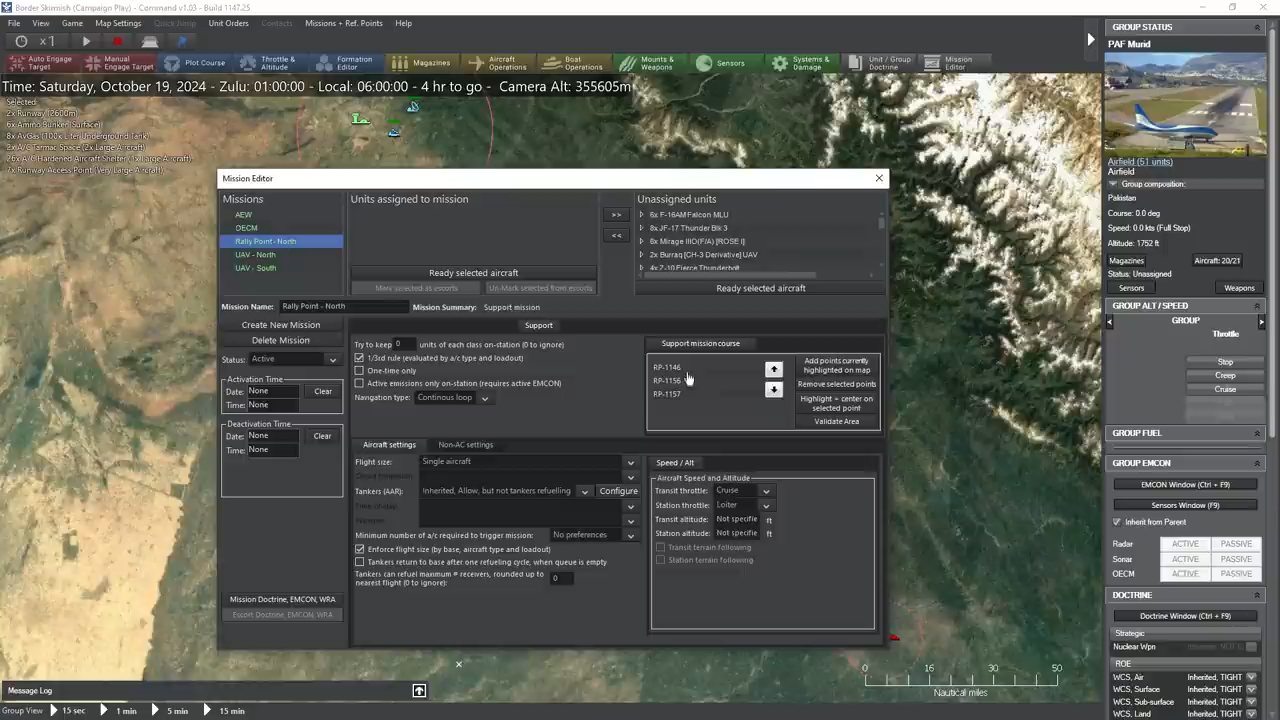 Border Skirmish (Campaign Play) - Command v1.03 - Build 1147.2c
File View Game Map Settings Quick Jump Unit Orders Contacts Missions + Ref. Points Help
X 1
Auto Engage Target
Manual Engage Target
Plot Course
Throttle & Altitude
Formation Editor
Magazines
Aircraft Operations
Boat Operations
Mounts & Weapons
Sensors
Systems & Damage
Unit / Group Doctrine
Mission Editor
Time: Saturday, October 19, 2024 - Zulu: 01:00:00 - Local: 06:00:00 - 4 hr to go - Camera Alt: 355605m
Selected
2x Runway (2600m)
6x Ammo Bunker (Surface)
8x AvGas (100x Liter Underground Tank)
2x A/C Tarmac Space (2x Large Aircraft)
26x A/C Hardened Aircraft Shelter (1x Large Aircraft)
7x Runway Access Point (Very Large Aircraft)
Mission Editor
Missions
AEW
OECM
Rally Point - North
UAV - North
UAV - South
Units assigned to mission
Ready selected aircraft
Mark selected as escorts
Un-Mark selected from escorts
>>
<<
Unassigned units
6x F-16AM Falcon MLU
8x JF-17 Thunder Blk 3
6x Mirage IIIO(F/A) [ROSE I]
2x Burraq [CH-3 Derivative] UAV
4x Z-10 Fierce Thunderbolt
Ready selected aircraft
Mission Name: Rally Point - North Mission Summary: Support mission
Create New Mission
Delete Mission
Status: Active
Activation Time
Date: None Clear
Time: None
Deactivation Time
Date: None Clear
Time: None
Mission Doctrine, EMCON, WRA
Escort Doctrine, EMCON, WRA
Support
Try to keep 0 units of each class on-station (0 to ignore)
1/3rd rule (evaluated by a/c type and loadout)
One-time only
Active emissions only on-station (requires active EMCON)
Navigation type: Continous loop
Support mission course
RP-1146
RP-1156
RP-1157
Add points currently highlighted on map
Remove selected points
Highlight + center on selected point
Validate Area
Aircraft settings Non-AC settings
Flight size: Single aircraft
Tankers (AAR): Inherited, Allow, but not tankers refuelling Configure
Minimum number of a/c required to trigger mission: No preferences
Enforce flight size (by base, aircraft type and loadout)
Tankers return to base after one refueling cycle, when queue is empty
Tankers can refuel maximum # receivers, rounded up to
nearest flight (0 to ignore) 0
Speed / Alt
Aircraft Speed and Altitude
Transit throttle: Cruise
Station throttle: Loiter
Transit altitude: Not specifie ft
Station altitude: Not specifie ft
Transit terrain following
Station terrain following
GROUP STATUS
PAF Murid
Airfield (51 units)
Airfield
Group composition:
Pakistan
Course: 0.0 deg
Speed: 0.0 kts (Full Stop)
Altitude: 1752 ft
Magazines Aircraft: 20/21
Status: Unassigned
Sensors Weapons
GROUP ALT / SPEED
GROUP
Throttle
Stop
Creep
Cruise
GROUP FUEL
GROUP EMCON
EMCON Window (Ctrl + F9)
Sensors Window (F9)
Inherit from Parent
Radar ACTIVE PASSIVE
Sonar ACTIVE PASSIVE
OECM ACTIVE PASSIVE
DOCTRINE
Doctrine Window (Ctrl + F9)
Strategic
Nuclear Wpn
ROE
WCS, Air Inherited, TIGHT
WCS, Surface Inherited, TIGHT
WCS, Sub-surface Inherited, TIGHT
WCS, Land Inherited, TIGHT
0 16 30 50
Nautical miles
Message Log
Group View 15 sec 1 min 5 min 15 min